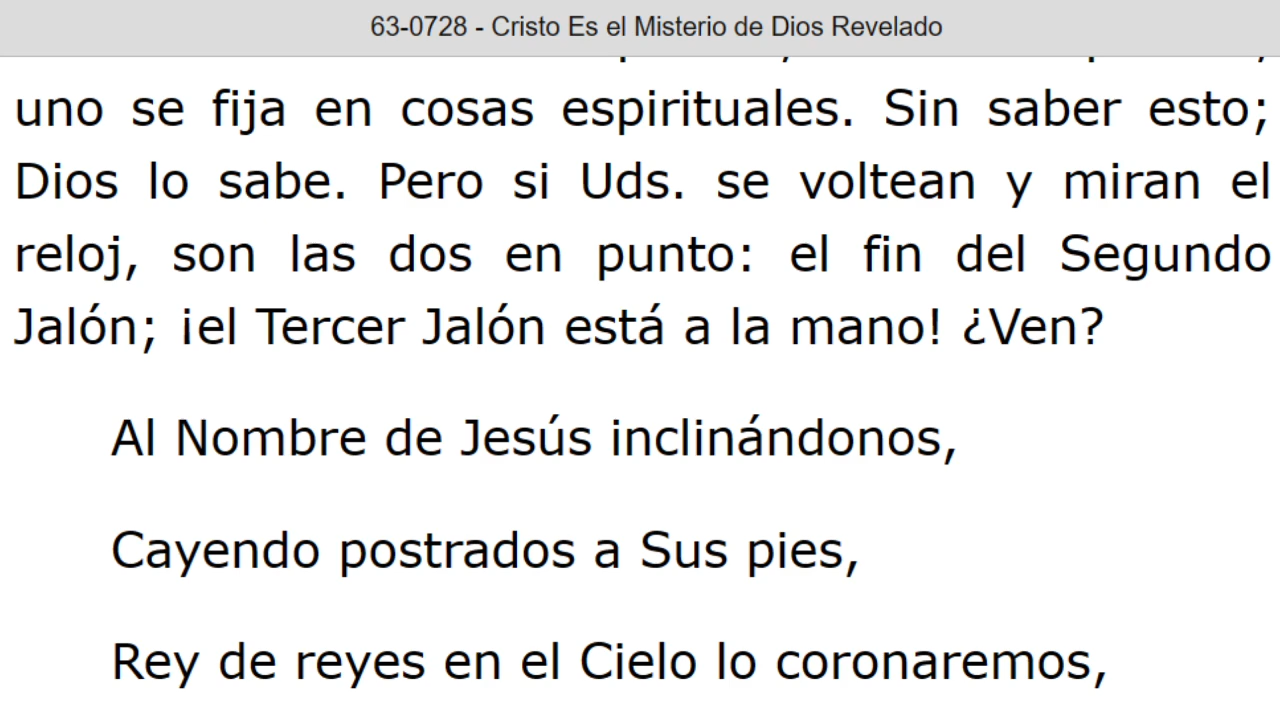 63-0728 - Cristo Es el Misterio de Dios Revelado
uno se fija en cosas espirituales. Sin saber esto;
Dios lo sabe. Pero si Uds. se voltean y miran el
reloj, son las dos en punto: el fin del Segundo
Jalón; ¡el Tercer Jalón está a la mano! ¿Ven?
Al Nombre de Jesús inclinándonos,
Cayendo postrados a Sus pies,
Rey de reyes en el Cielo lo coronaremos,